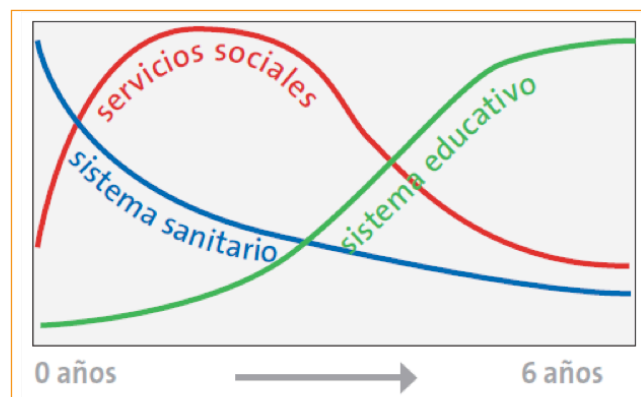 servicios sociales
sistema sanitario
sistema educativo
0 años
6 años